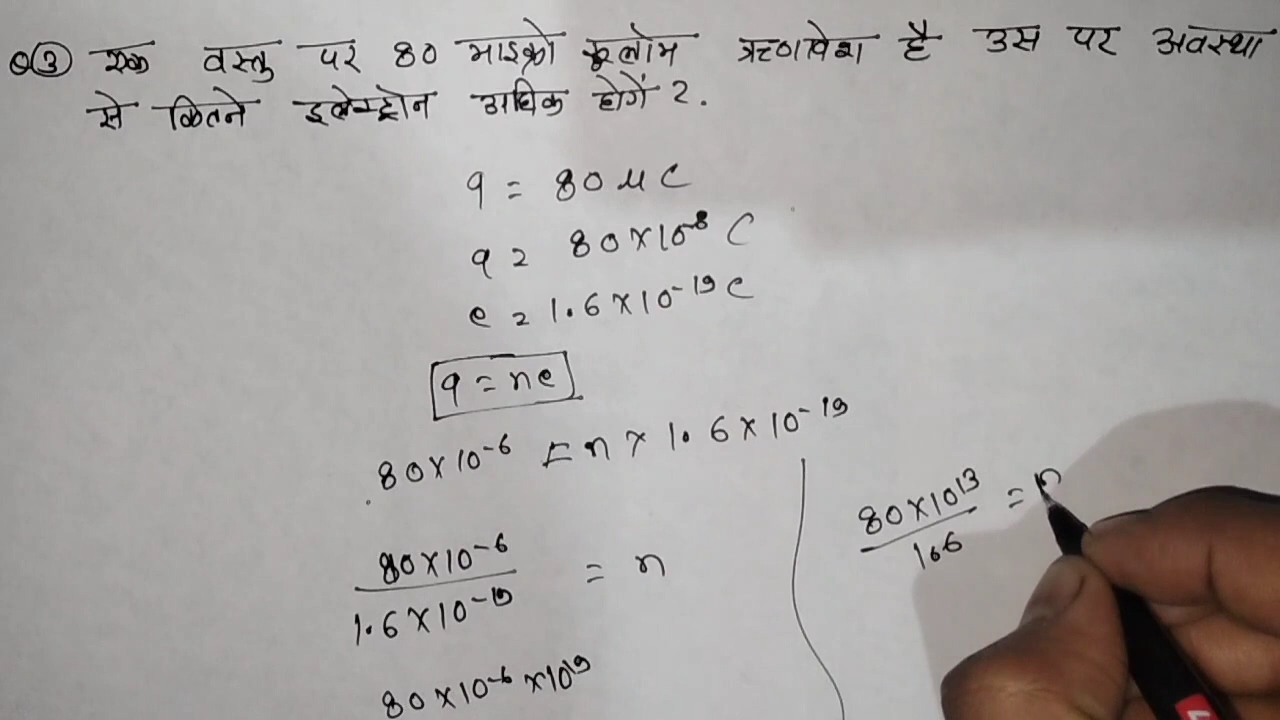 Q③ एक वस्तु पर 80 माइक्रो कूलोम ऋणावेश है उस पर अवस्था
से कितने इलेक्ट्रोन अधिक होगें ?.
q = 80 μC
q = 80×10⁻⁸ C
e = 1.6×10⁻¹⁹ C
q = ne
80×10⁻⁶ = n × 1.6×10⁻¹⁹
80×10⁻⁶ / 1.6×10⁻¹⁹ = n
80×10⁻⁶ ×10¹⁹
80×10¹³ / 1.6 = n